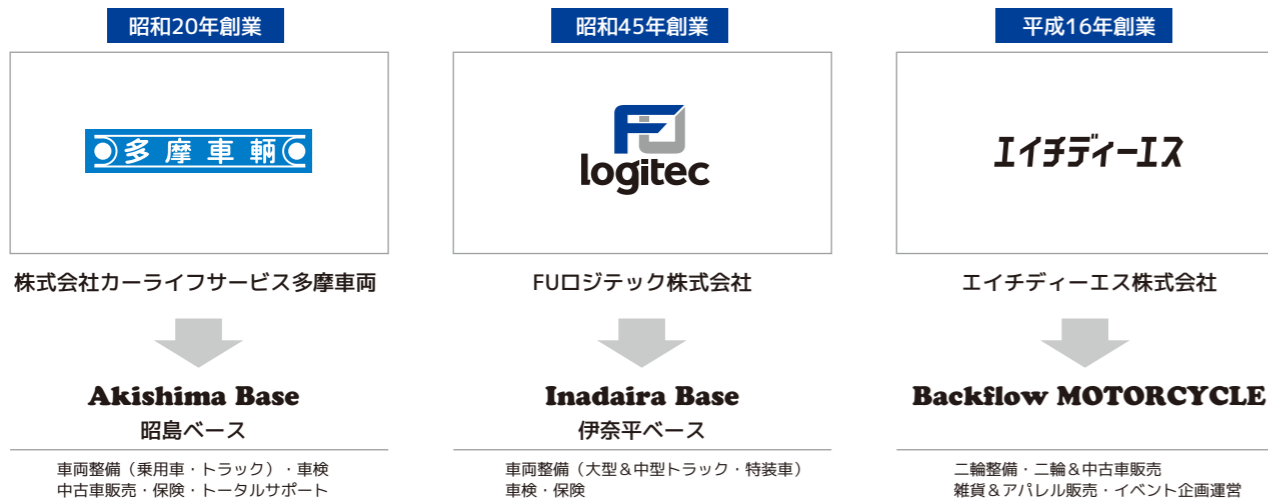 昭和20年創業
多摩車輌
株式会社カーライフサービス多摩車両
Akishima Base
昭島ベース
車両整備（乗用車・トラック）・車検
中古車販売・保険・トータルサポート
昭和45年創業
FU
logitec
FUロジテック株式会社
Inadaira Base
伊奈平ベース
車両整備（大型&中型トラック・特装車）
車検・保険
平成16年創業
エイチディーエス
エイチディーエス株式会社
Backflow MOTORCYCLE
二輪整備・二輪&中古車販売
雑貨&アパレル販売・イベント企画運営